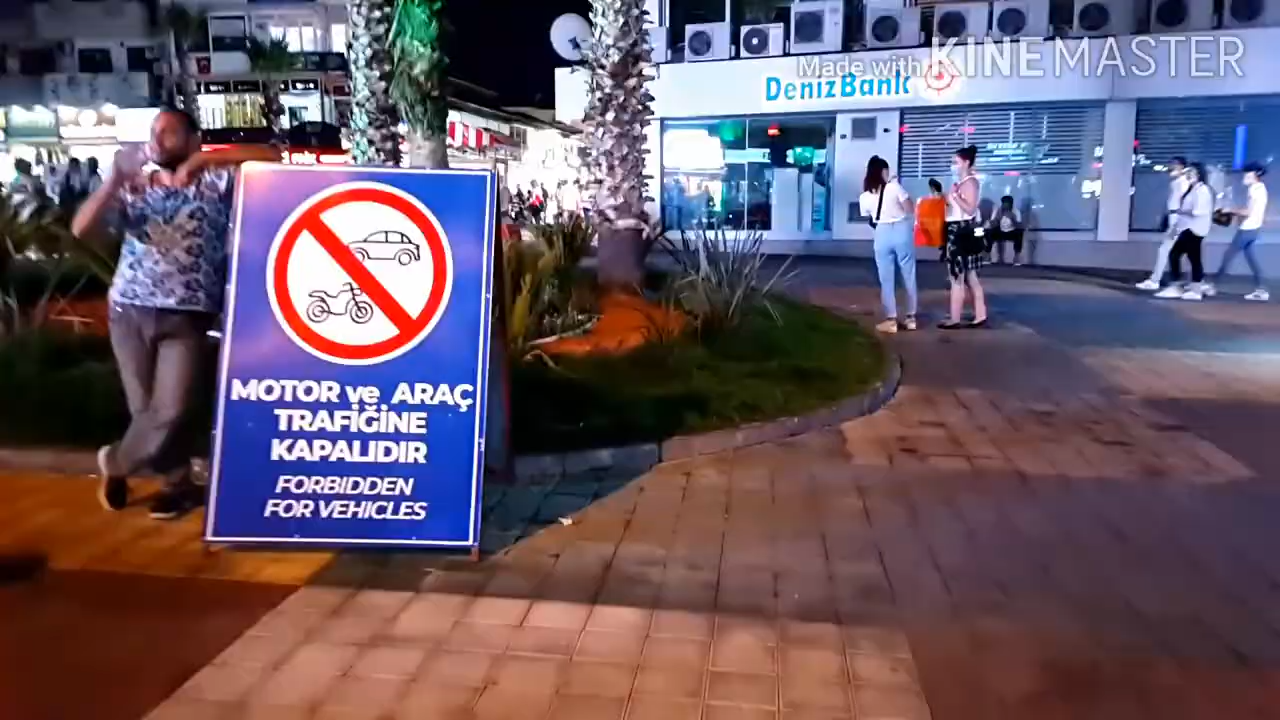 Made with KINEMASTER
DenizBank
MOTOR ve ARAÇ
TRAFİĞİNE
KAPALIDIR
FORBIDDEN
FOR VEHICLES